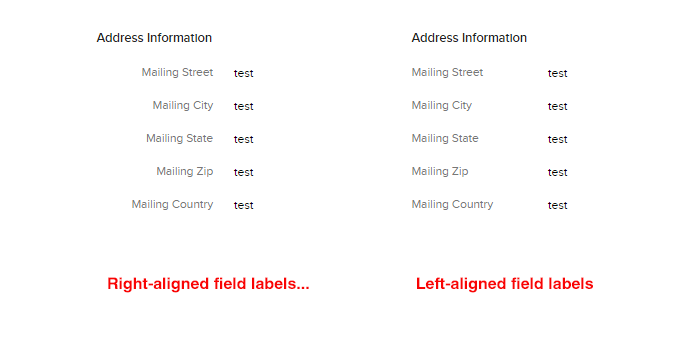 Address Information
Mailing Street test
Mailing City test
Mailing State test
Mailing Zip test
Mailing Country test
Right-aligned field labels...
Address Information
Mailing Street test
Mailing City test
Mailing State test
Mailing Zip test
Mailing Country test
Left-aligned field labels